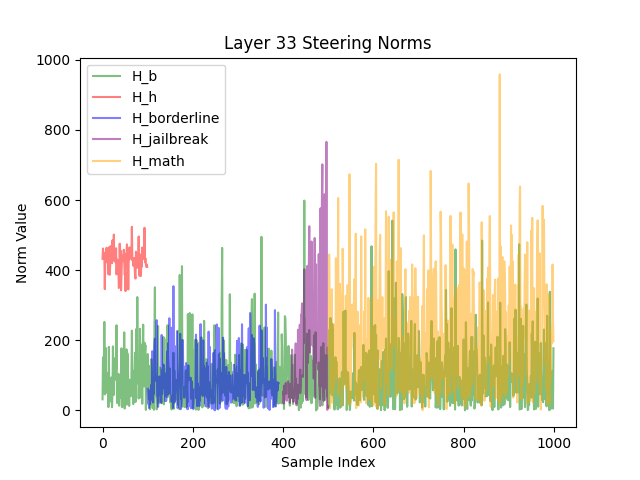 Layer 33 Steering Norms
1000
800
600
400
200
0
Norm Value
H_b
H_h
H_borderline
H_jailbreak
H_math
0
200
400
600
800
1000
Sample Index